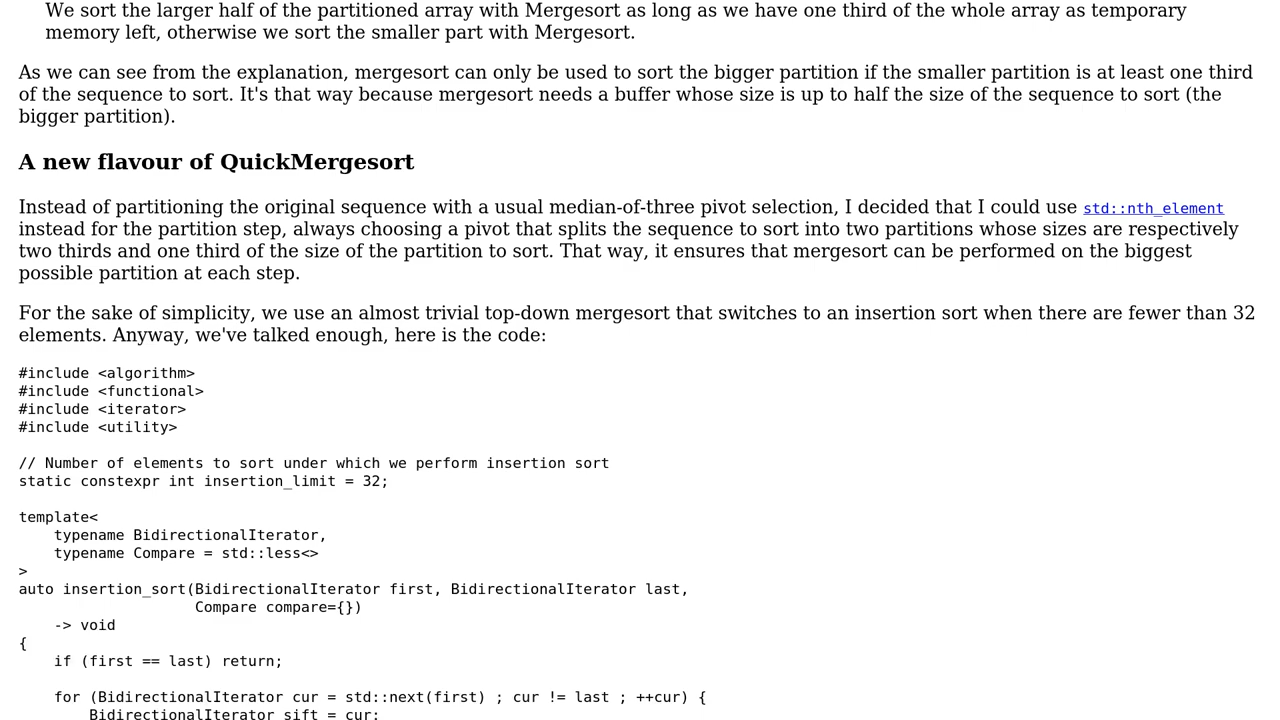 We sort the larger half of the partitioned array with Mergesort as long as we have one third of the whole array as temporary
memory left, otherwise we sort the smaller part with Mergesort.
As we can see from the explanation, mergesort can only be used to sort the bigger partition if the smaller partition is at least one third
of the sequence to sort. It's that way because mergesort needs a buffer whose size is up to half the size of the sequence to sort (the
bigger partition).
A new flavour of QuickMergesort
Instead of partitioning the original sequence with a usual median-of-three pivot selection, I decided that I could use std::nth_element
instead for the partition step, always choosing a pivot that splits the sequence to sort into two partitions whose sizes are respectively
two thirds and one third of the size of the partition to sort. That way, it ensures that mergesort can be performed on the biggest
possible partition at each step.
For the sake of simplicity, we use an almost trivial top-down mergesort that switches to an insertion sort when there are fewer than 32
elements. Anyway, we've talked enough, here is the code:
#include <algorithm>
#include <functional>
#include <iterator>
#include <utility>
// Number of elements to sort under which we perform insertion sort
static constexpr int insertion_limit = 32;
template<
    typename BidirectionalIterator,
    typename Compare = std::less<>
>
auto insertion_sort(BidirectionalIterator first, BidirectionalIterator last,
                    Compare compare={})
    -> void
{
    if (first == last) return;
    for (BidirectionalIterator cur = std::next(first) ; cur != last ; ++cur) {
        BidirectionalIterator sift = cur;